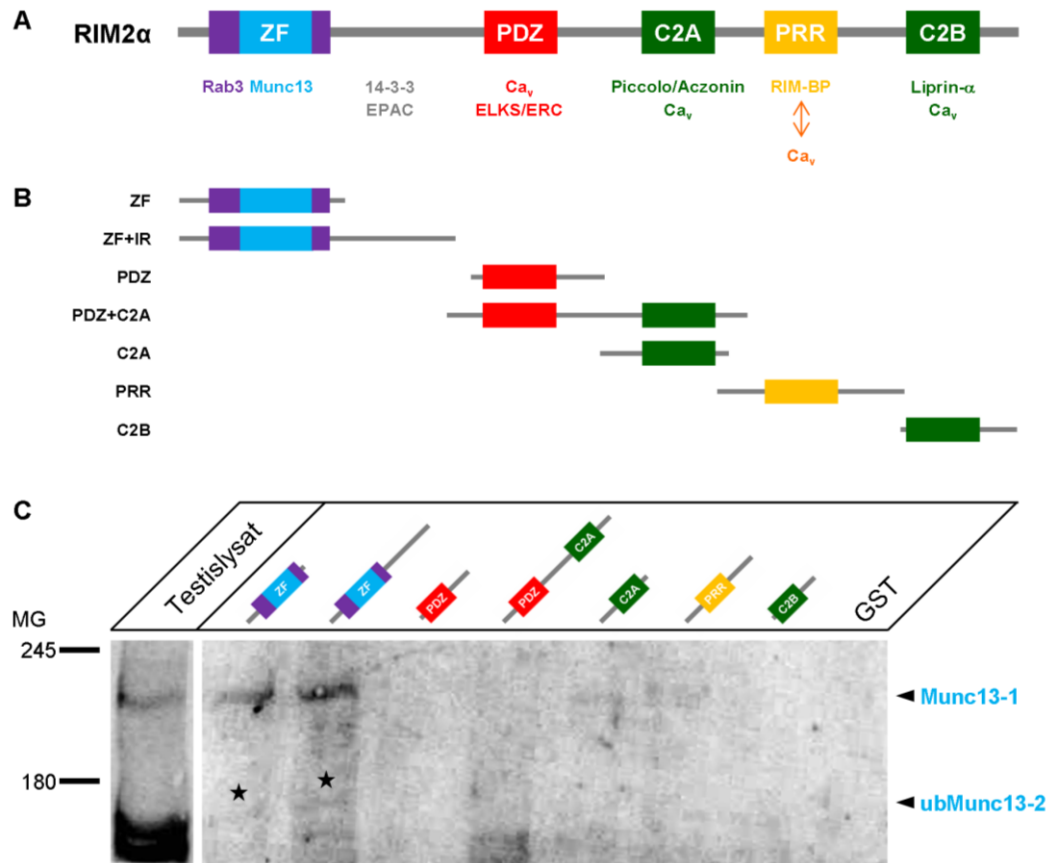 A
RIM2α ZF PDZ C2A PRR C2B
Rab3 Munc13 14-3-3 Caᵥ Piccolo/Aczonin RIM-BP Liprin-α
EPAC ELKS/ERC Caᵥ Caᵥ
Caᵥ
B
ZF
ZF+IR
PDZ
PDZ+C2A
C2A
PRR
C2B
C
Testislysat ZF ZF PDZ PDZ C2A C2A PRR C2B GST
MG
245
Munc13-1
180
ubMunc13-2